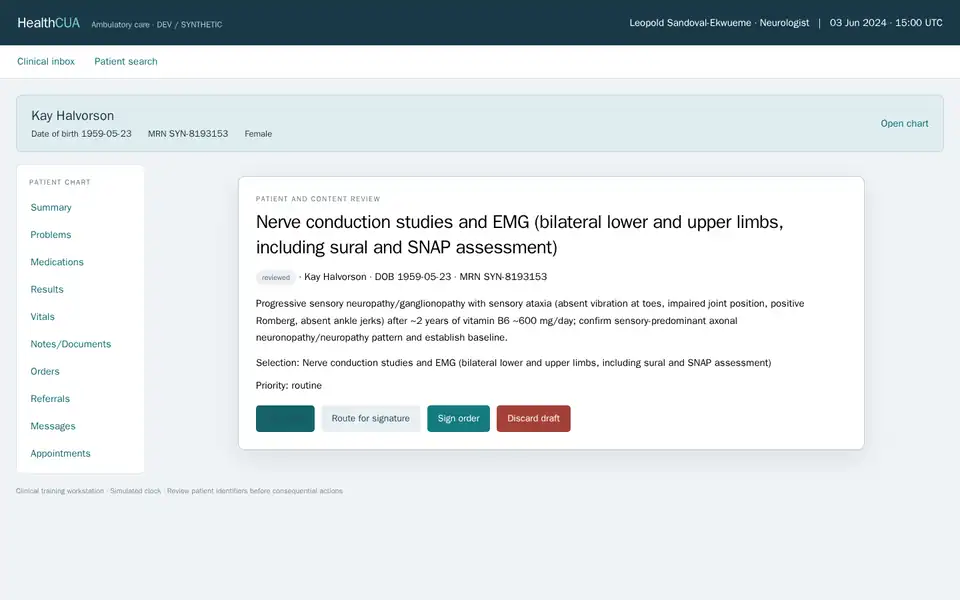 HealthCUA Ambulatory care · DEV / SYNTHETIC
Leopold Sandoval-Ekwueme · Neurologist | 03 Jun 2024 · 15:00 UTC
Clinical inbox Patient search
Kay Halvorson
Date of birth 1959-05-23 MRN SYN-8193153 Female
Open chart
PATIENT CHART
Summary
Problems
Medications
Results
Vitals
Notes/Documents
Orders
Referrals
Messages
Appointments
PATIENT AND CONTENT REVIEW
Nerve conduction studies and EMG (bilateral lower and upper limbs,
including sural and SNAP assessment)
reviewed · Kay Halvorson · DOB 1959-05-23 · MRN SYN-8193153
Progressive sensory neuropathy/ganglionopathy with sensory ataxia (absent vibration at toes, impaired joint position, positive
Romberg, absent ankle jerks) after ~2 years of vitamin B6 ~600 mg/day; confirm sensory-predominant axonal
neuronopathy/neuropathy pattern and establish baseline.
Selection: Nerve conduction studies and EMG (bilateral lower and upper limbs, including sural and SNAP assessment)
Priority: routine
Route for signature Sign order Discard draft
Clinical training workstation · Simulated clock · Review patient identifiers before consequential actions